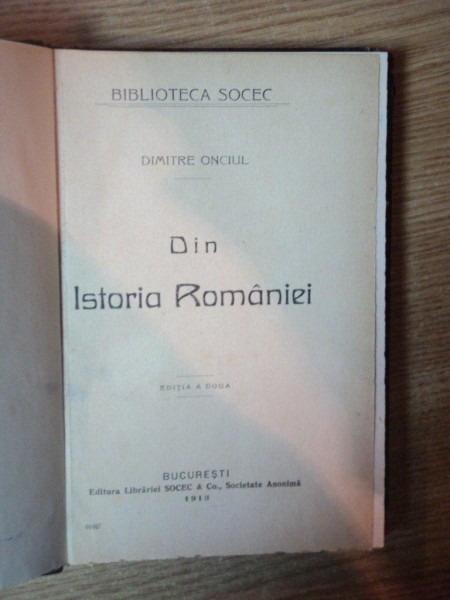 BIBLIOTECA SOCEC
DIMITRE ONCIUL
Din
Istoria României
EDIȚIA A DOUA
BUCUREȘTI
Editura Librăriei SOCEC & Co., Societate Anonimă
1913